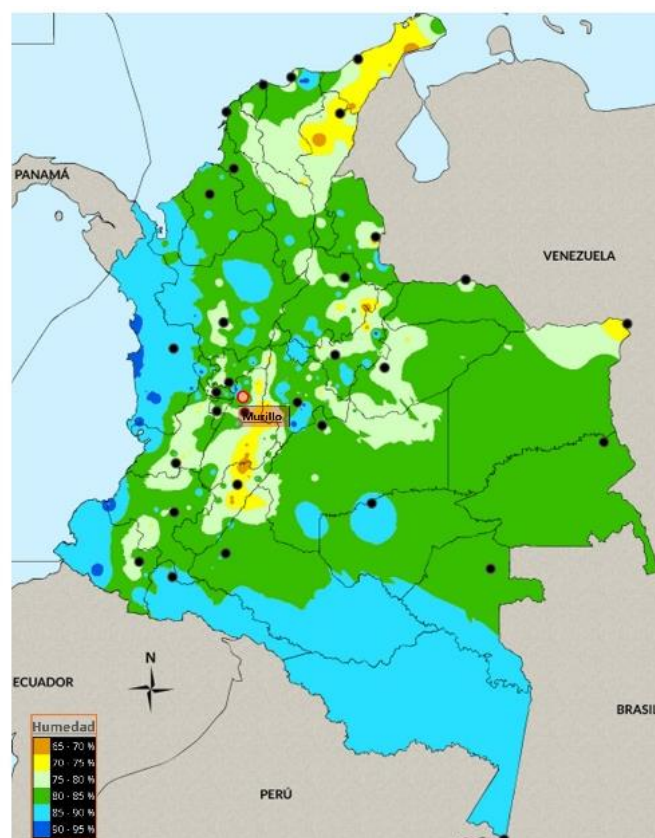 PANAMÁ
VENEZUELA
Murillo
N
ECUADOR
BRASIL
PERÚ
Humedad
65 - 70 %
70 - 75 %
75 - 80 %
80 - 85 %
85 - 90 %
90 - 95 %